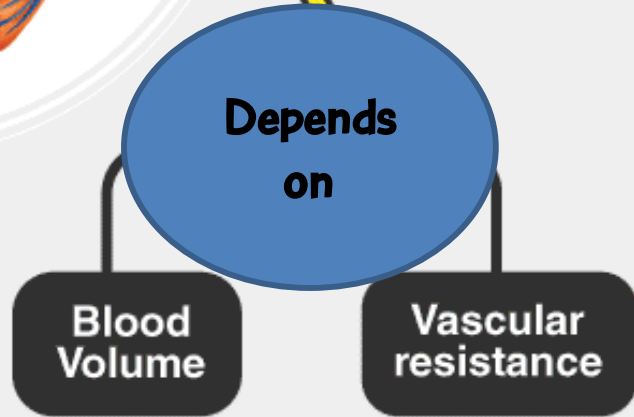 Depends
on
Blood
Volume
Vascular
resistance